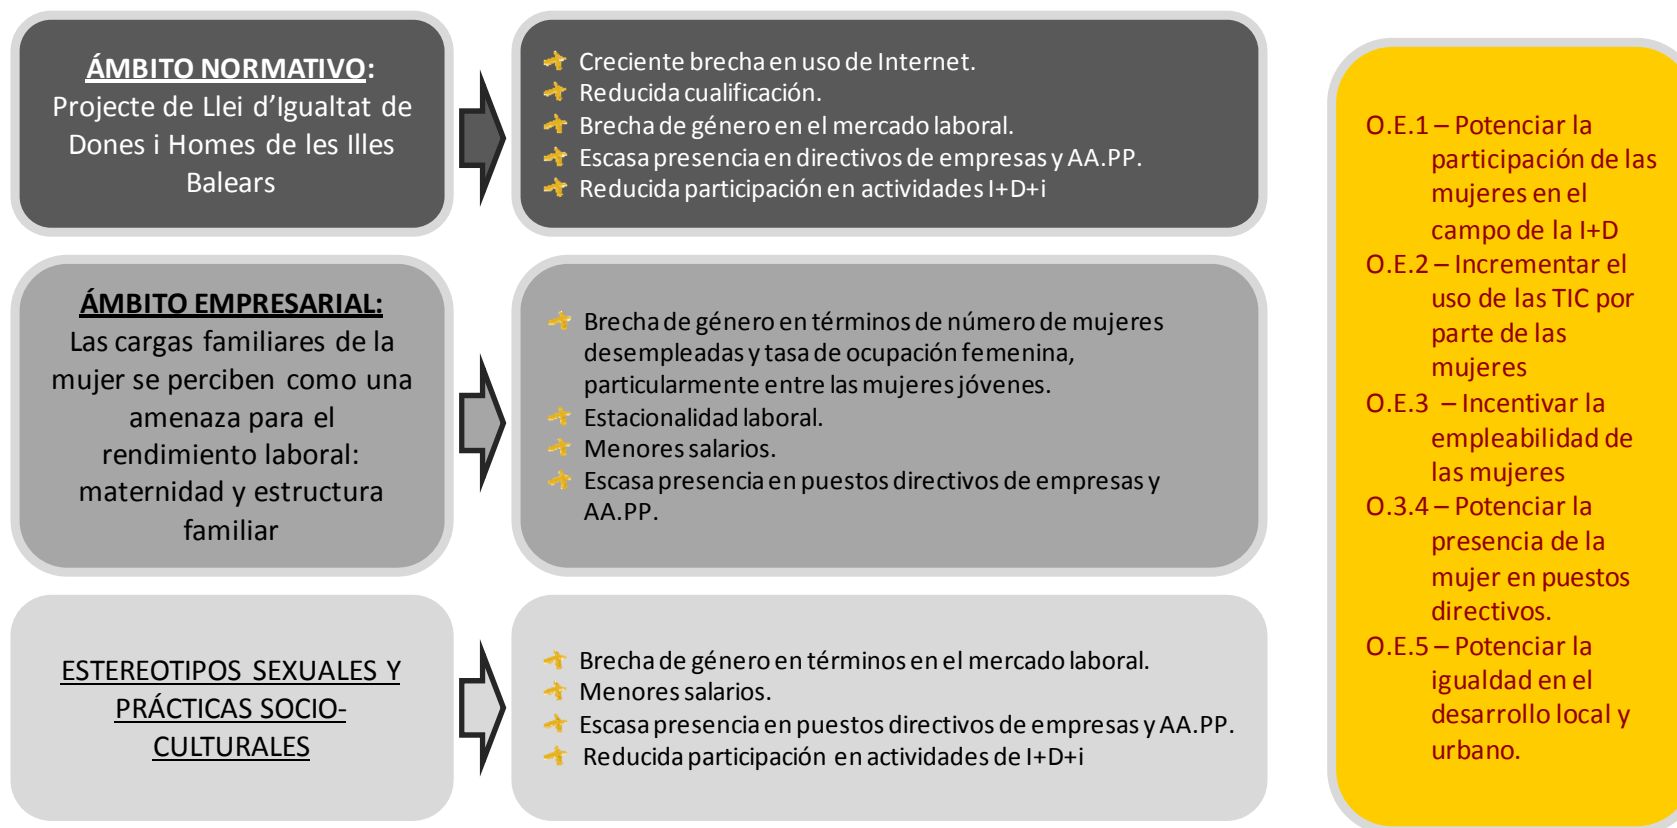 ÁMBITO NORMATIVO:
Projecte de Llei d’Igualtat de
Dones i Homes de les Illes
Balears
Creciente brecha en uso de Internet.
Reducida cualificación.
Brecha de género en el mercado laboral.
Escasa presencia en directivos de empresas y AA.PP.
Reducida participación en actividades I+D+i
ÁMBITO EMPRESARIAL:
Las cargas familiares de la
mujer se perciben como una
amenaza para el
rendimiento laboral:
maternidad y estructura
familiar
Brecha de género en términos de número de mujeres
desempleadas y tasa de ocupación femenina,
particularmente entre las mujeres jóvenes.
Estacionalidad laboral.
Menores salarios.
Escasa presencia en puestos directivos de empresas y
AA.PP.
ESTEREOTIPOS SEXUALES Y
PRÁCTICAS SOCIO-
CULTURALES
Brecha de género en términos en el mercado laboral.
Menores salarios.
Escasa presencia en puestos directivos de empresas y AA.PP.
Reducida participación en actividades de I+D+i
O.E.1 – Potenciar la
participación de las
mujeres en el
campo de la I+D
O.E.2 – Incrementar el
uso de las TIC por
parte de las
mujeres
O.E.3 – Incentivar la
empleabilidad de
las mujeres
O.3.4 – Potenciar la
presencia de la
mujer en puestos
directivos.
O.E.5 – Potenciar la
igualdad en el
desarrollo local y
urbano.